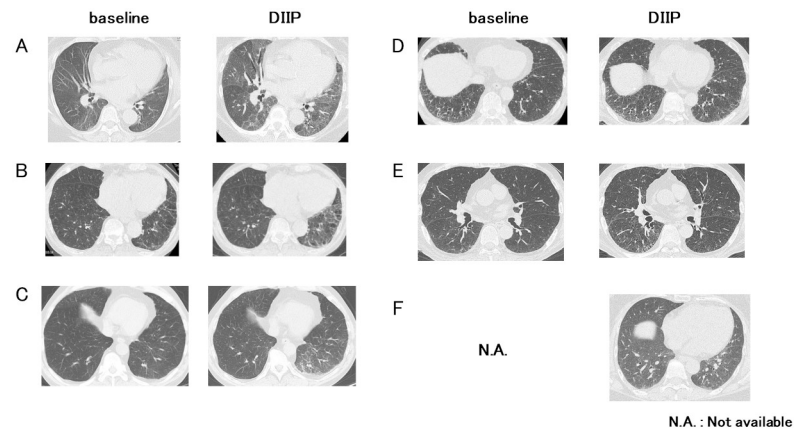 baseline DIIP baseline DIIP
A D
B E
C F
N.A.
N.A. : Not available